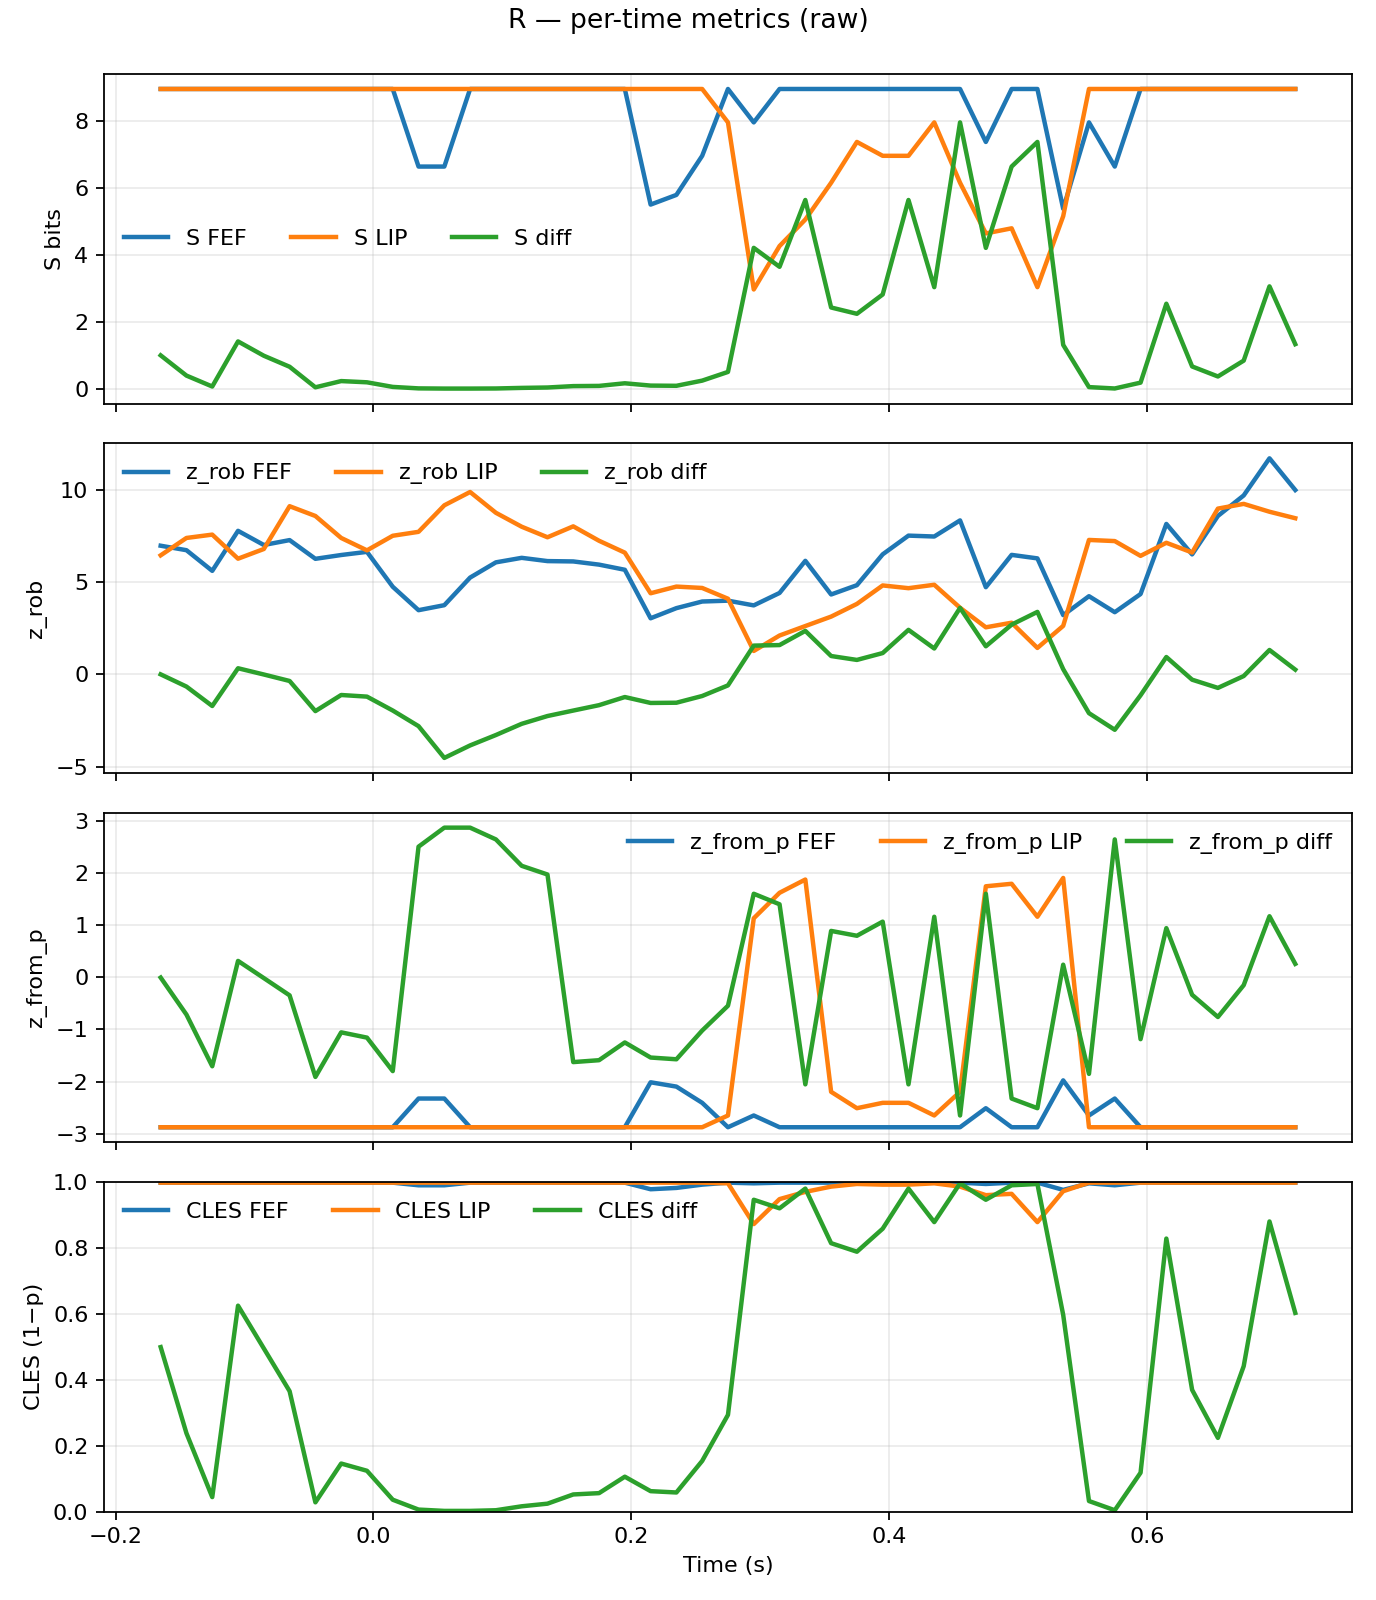 R — per-time metrics (raw)
S bits
8
6
4
2
0
S FEF
S LIP
S diff
z_rob
10
5
0
−5
z_rob FEF
z_rob LIP
z_rob diff
z_from_p
3
2
1
0
−1
−2
−3
z_from_p FEF
z_from_p LIP
z_from_p diff
CLES (1−p)
1.0
0.8
0.6
0.4
0.2
0.0
CLES FEF
CLES LIP
CLES diff
−0.2
0.0
0.2
0.4
0.6
Time (s)